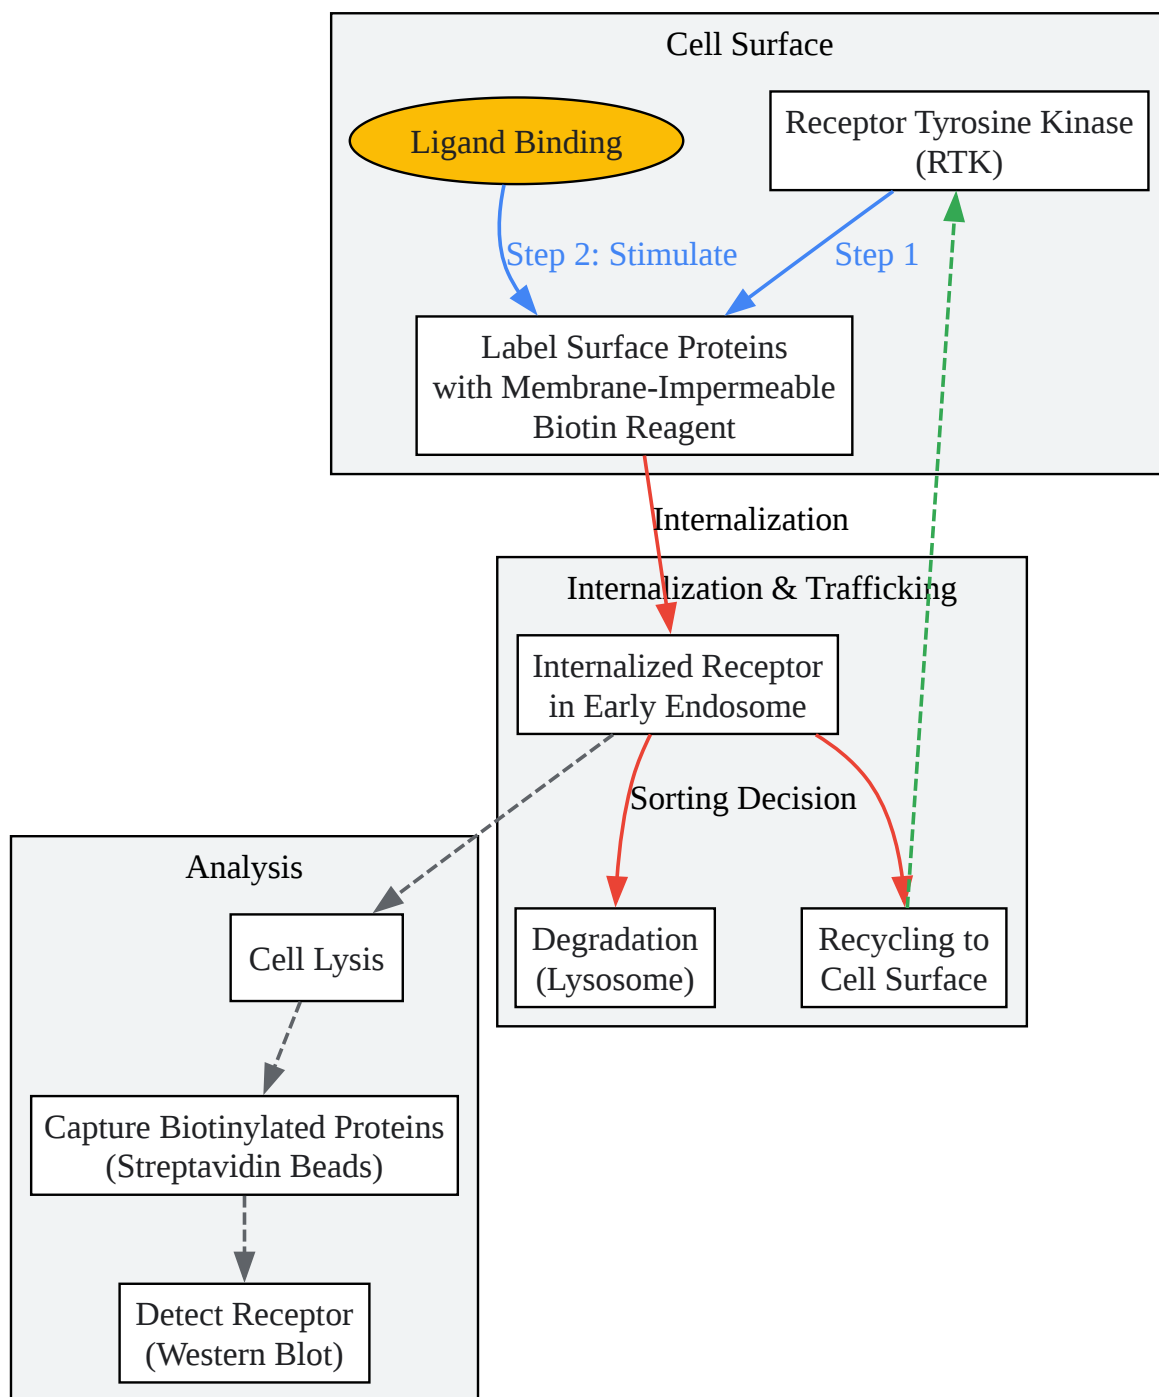 Cell Surface
Ligand Binding
Receptor Tyrosine Kinase
(RTK)
Step 2: Stimulate
Step 1
Label Surface Proteins
with Membrane-Impermeable
Biotin Reagent
Internalization
Internalization & Trafficking
Internalized Receptor
in Early Endosome
Sorting Decision
Degradation
(Lysosome)
Recycling to
Cell Surface
Analysis
Cell Lysis
Capture Biotinylated Proteins
(Streptavidin Beads)
Detect Receptor
(Western Blot)